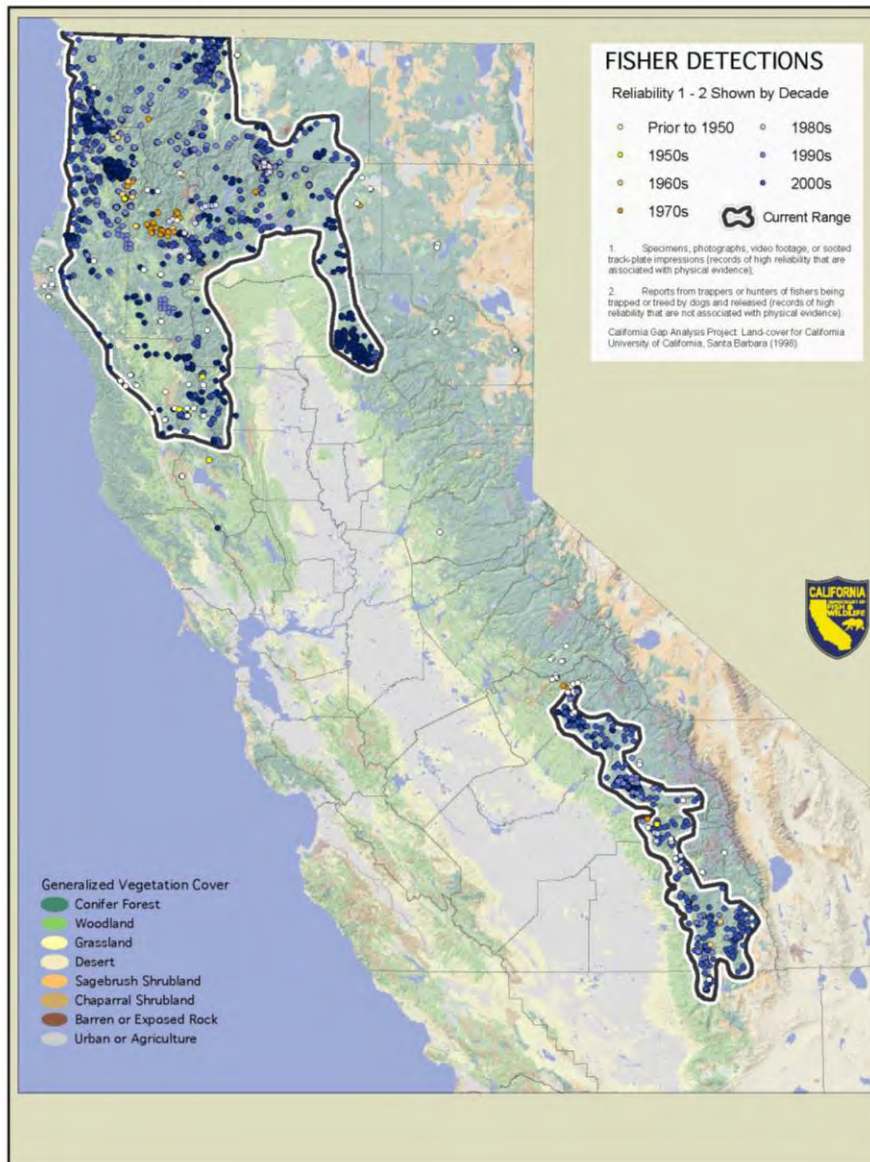 FISHER DETECTIONS
Reliability 1 - 2 Shown by Decade
Prior to 1950
1950s
1960s
1970s
1980s
1990s
2000s
Current Range
1. Specimens, photographs, video footage, or sooted
track-plate impressions (records of high reliability that are
associated with physical evidence);
2. Reports from trappers or hunters of fishers being
trapped or treed by dogs and released (records of high
reliability that are not associated with physical evidence).
California Gap Analysis Project: Land-cover for California
University of California, Santa Barbara (1998)
CALIFORNIA
DEPARTMENT OF
FISH &
WILDLIFE
Generalized Vegetation Cover
Conifer Forest
Woodland
Grassland
Desert
Sagebrush Shrubland
Chaparral Shrubland
Barren or Exposed Rock
Urban or Agriculture